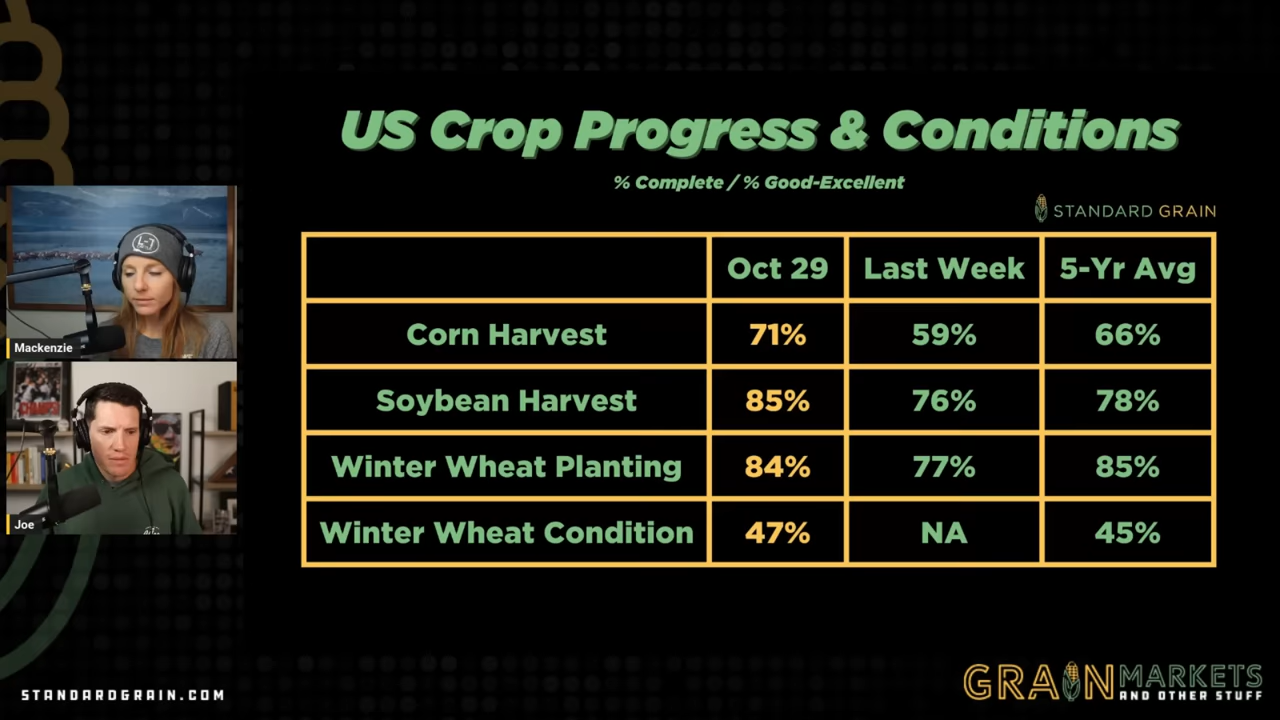 US Crop Progress & Conditions
% Complete / % Good-Excellent
STANDARD GRAIN
Oct 29 Last Week 5-Yr Avg
Corn Harvest 71% 59% 66%
Soybean Harvest 85% 76% 78%
Winter Wheat Planting 84% 77% 85%
Winter Wheat Condition 47% NA 45%
L-7
Mackenzie
Joe
STANDARDGRAIN.COM
GRAIN MARKETS
AND OTHER STUFF